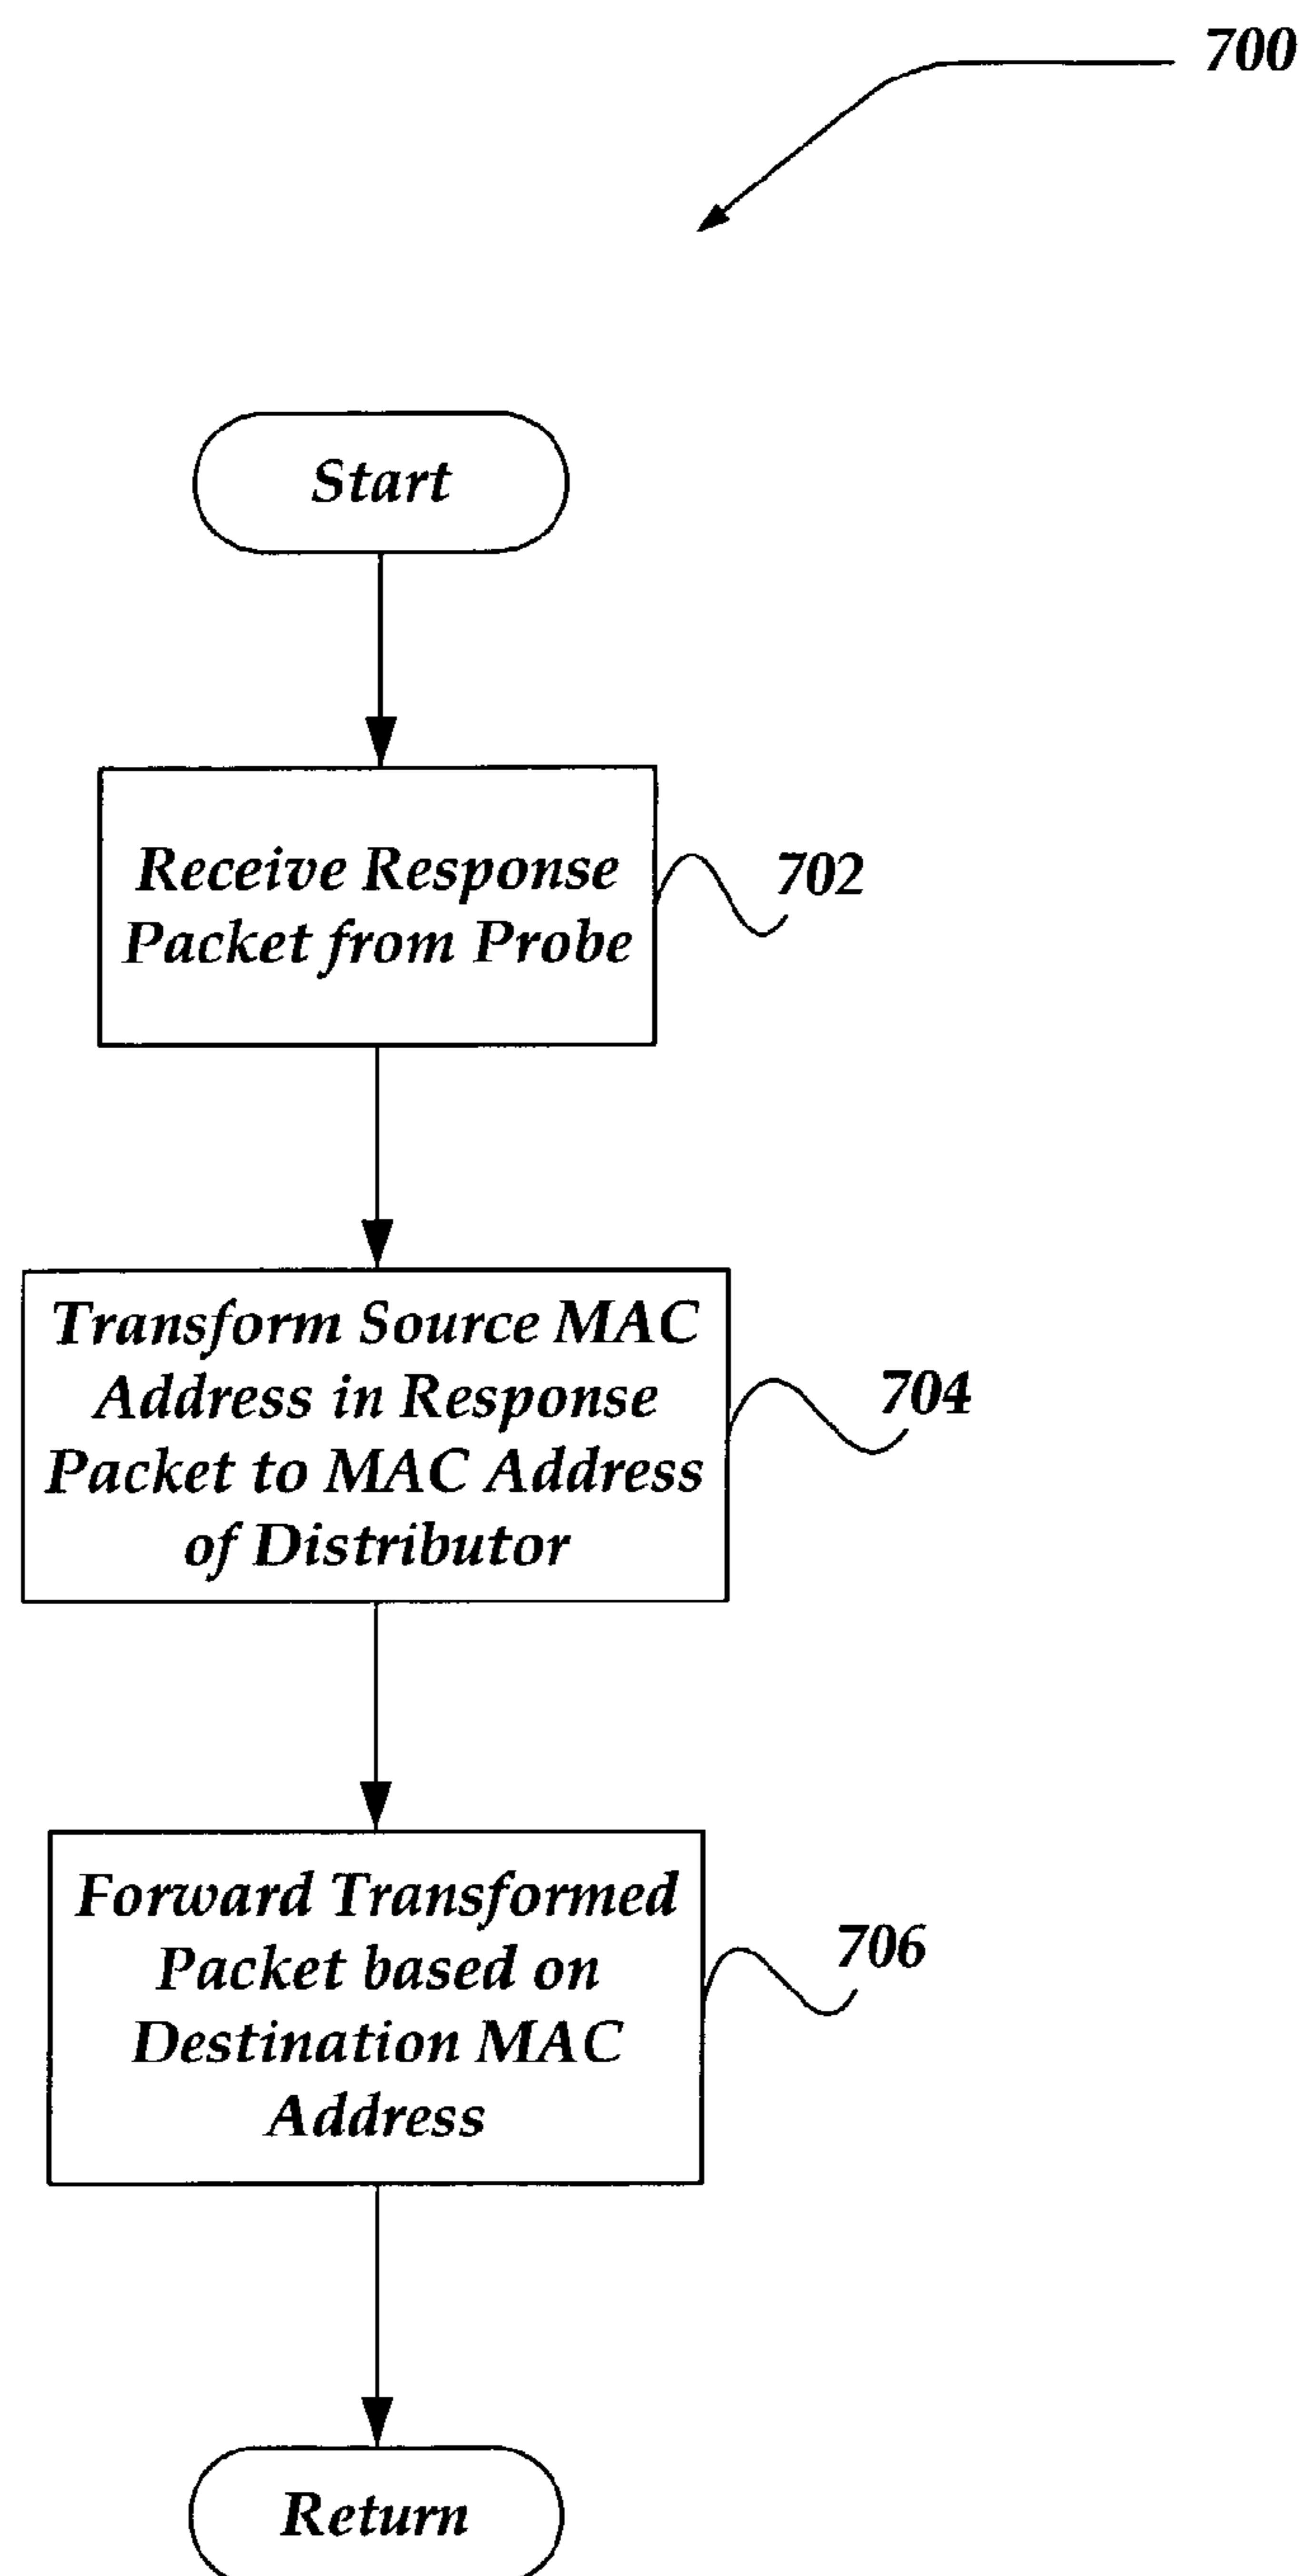 700
Start
Receive Response
Packet from Probe
702
Transform Source MAC
Address in Response
Packet to MAC Address
of Distributor
704
Forward Transformed
Packet based on
Destination MAC
Address
706
Return